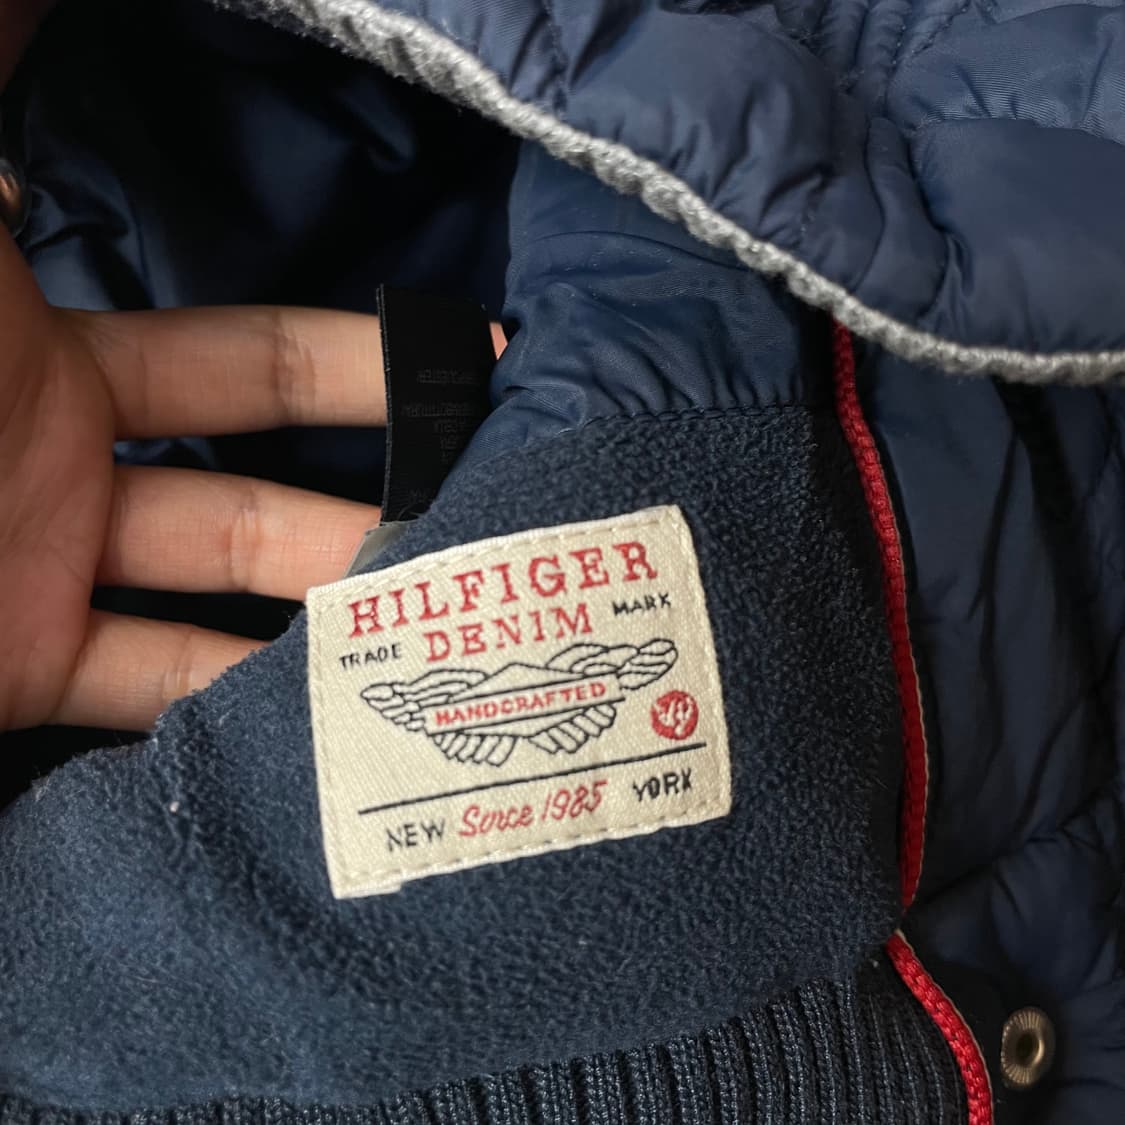 HILFIGER
DENIM
TRADE MARK
HANDCRAFTED
NEW Since 1985 YORK